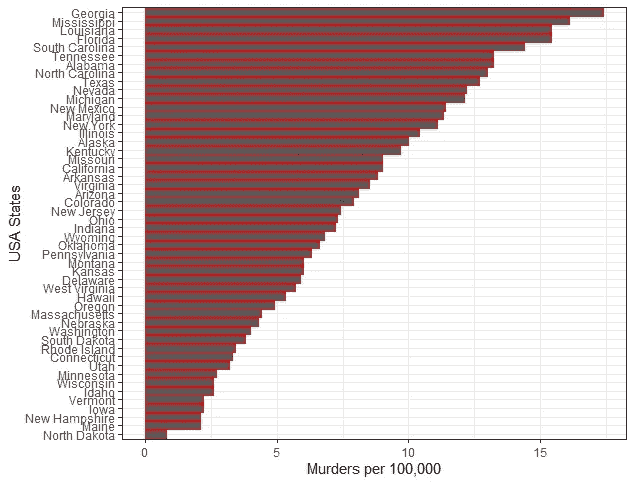 Georgia
Mississippi
Louisiana
Florida
South Carolina
Tennessee
Alabama
North Carolina
Texas
Nevada
Michigan
New Mexico
Maryland
New York
Illinois
Alaska
Kentucky
Missouri
California
Arkansas
Virginia
Arizona
Colorado
New Jersey
Ohio
Indiana
Wyoming
Oklahoma
Pennsylvania
Montana
Kansas
Delaware
West Virginia
Hawaii
Oregon
Massachusetts
Nebraska
Washington
South Dakota
Rhode Island
Connecticut
Utah
Minnesota
Wisconsin
Idaho
Vermont
Iowa
New Hampshire
Maine
North Dakota
USA States
0 5 10 15
Murders per 100,000